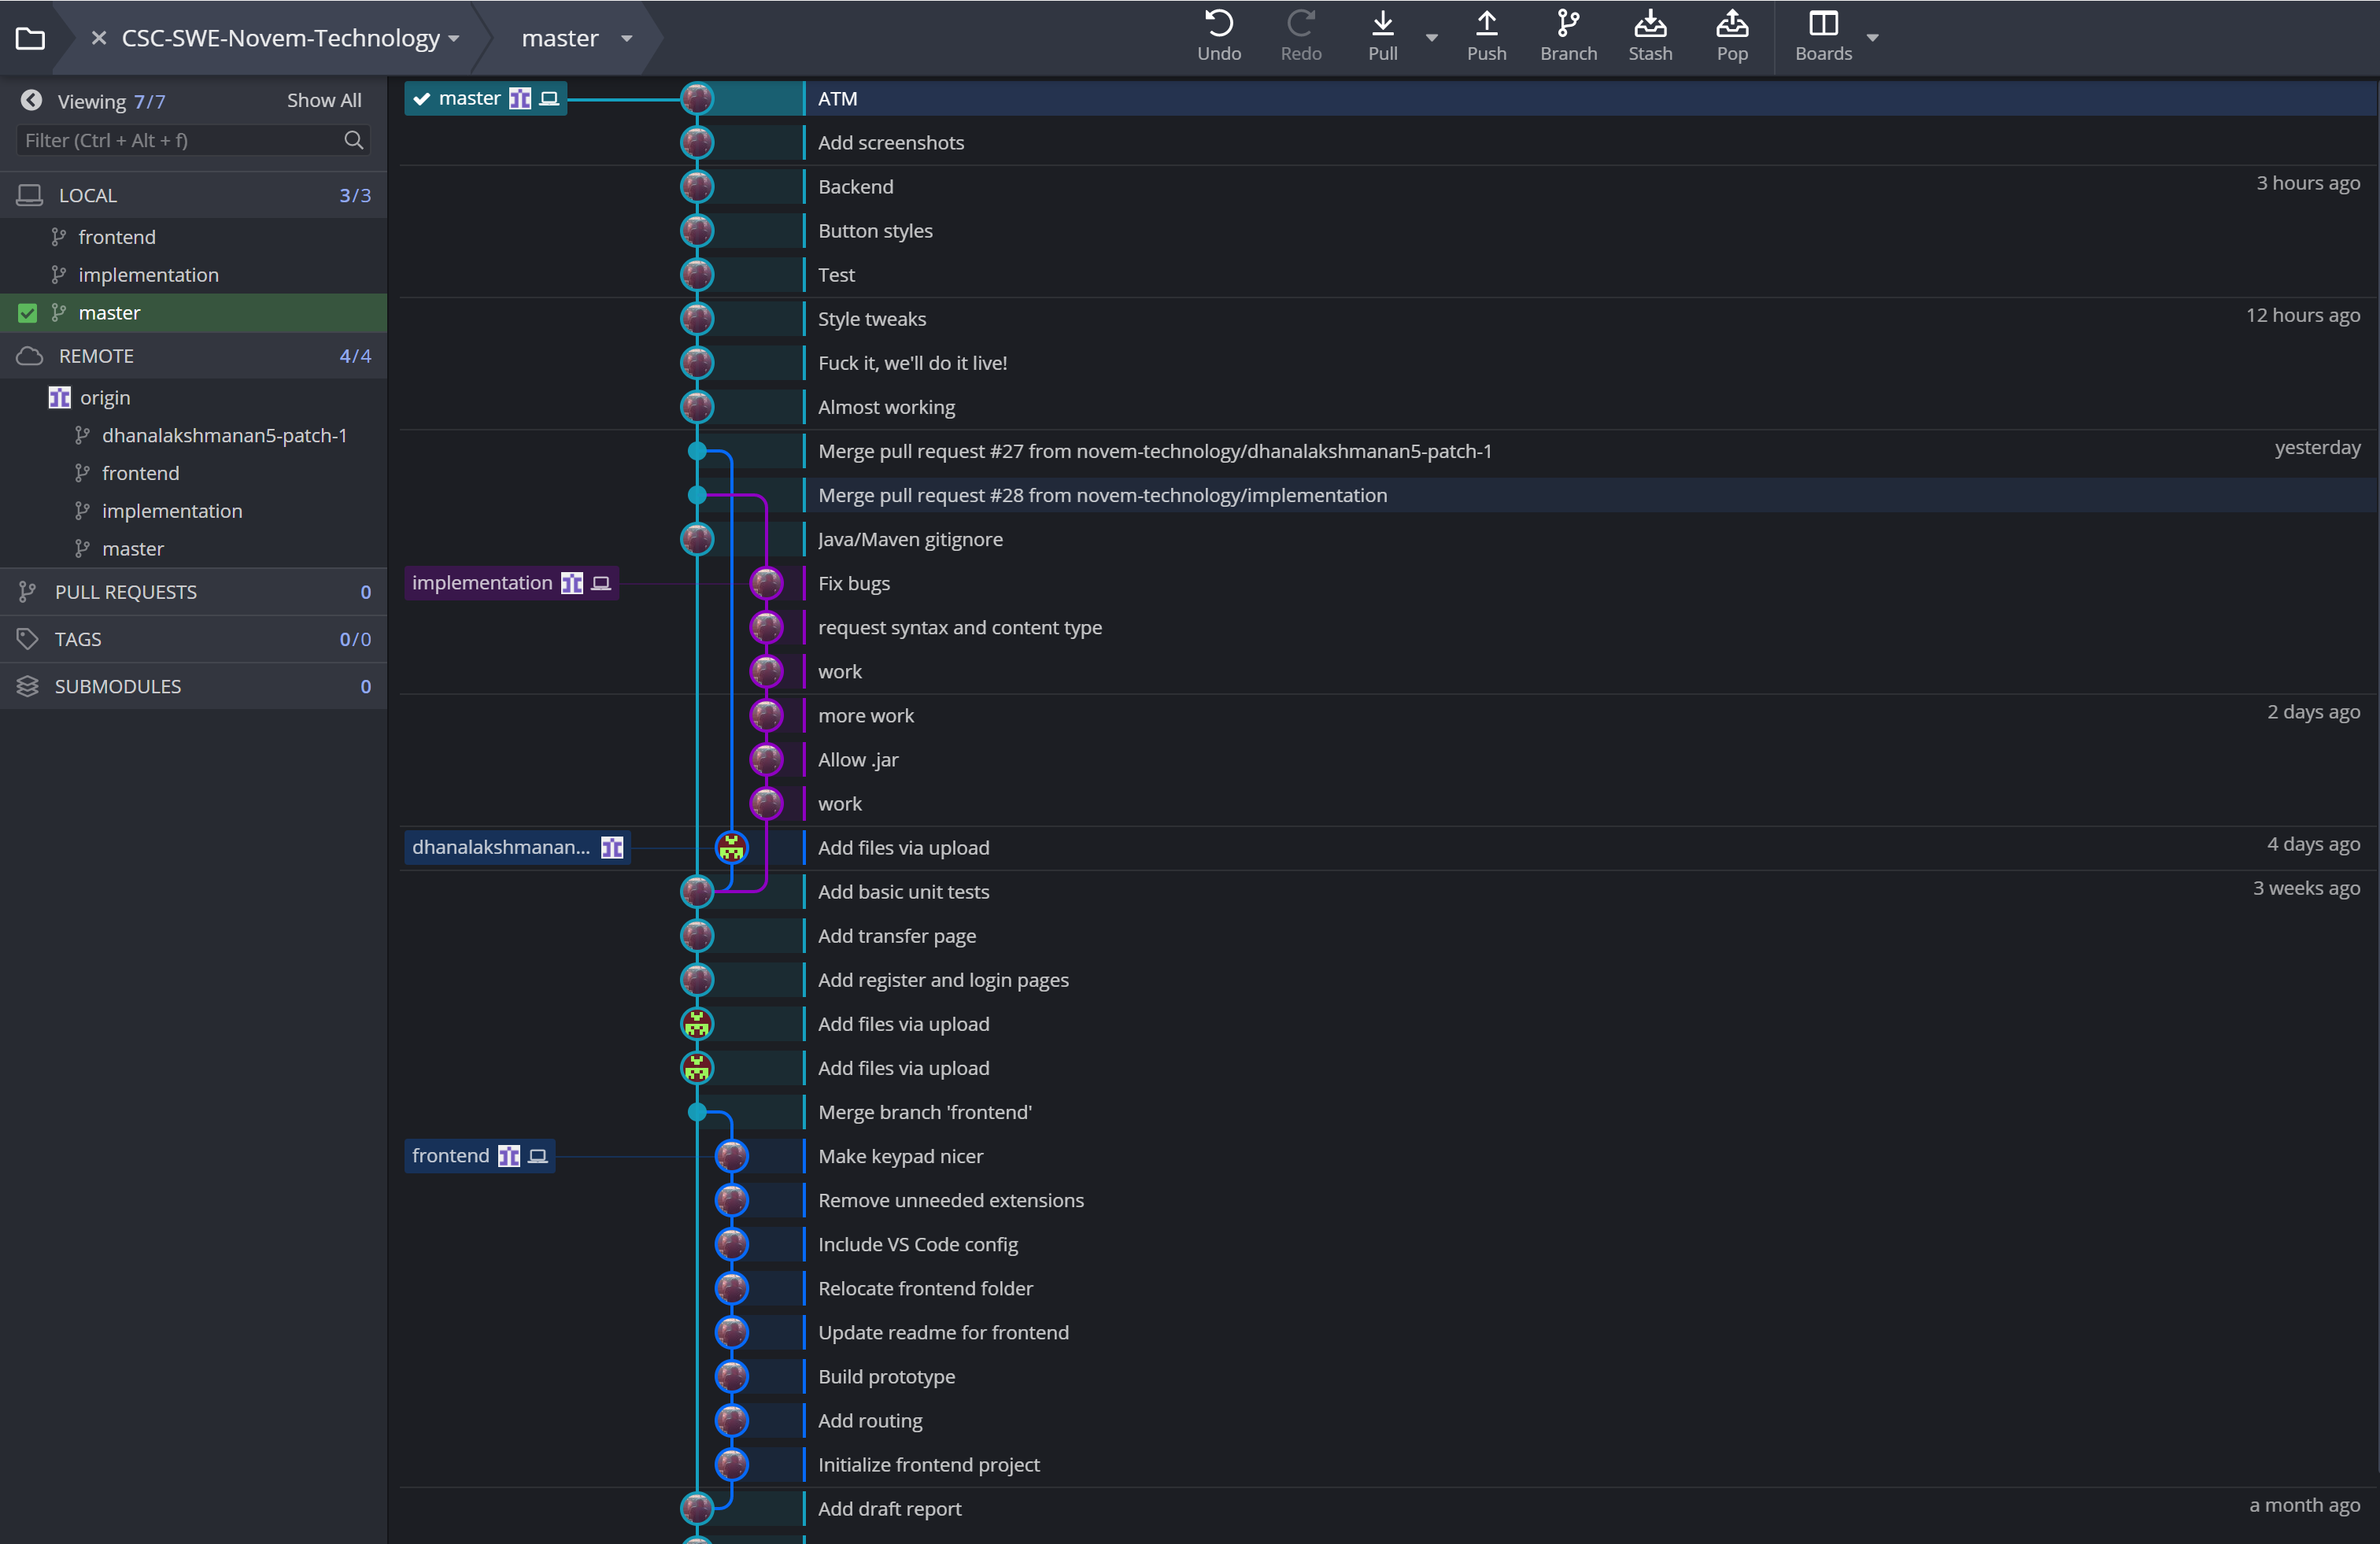 CSC-SWE-Novem-Technology
master
Undo
Redo
Pull
Push
Branch
Stash
Pop
Boards
Viewing 7/7
Show All
Filter (Ctrl + Alt + f)
LOCAL 3/3
frontend
implementation
master
REMOTE 4/4
origin
dhanalakshmanan5-patch-1
frontend
implementation
master
PULL REQUESTS 0
TAGS 0/0
SUBMODULES 0
master ATM
Add screenshots
Backend 3 hours ago
Button styles
Test
Style tweaks 12 hours ago
Fuck it, we'll do it live!
Almost working
Merge pull request #27 from novem-technology/dhanalakshmanan5-patch-1 yesterday
Merge pull request #28 from novem-technology/implementation
Java/Maven gitignore
implementation Fix bugs
request syntax and content type
work
more work 2 days ago
Allow .jar
work
dhanalakshmanan... Add files via upload 4 days ago
Add basic unit tests 3 weeks ago
Add transfer page
Add register and login pages
Add files via upload
Add files via upload
Merge branch 'frontend'
frontend Make keypad nicer
Remove unneeded extensions
Include VS Code config
Relocate frontend folder
Update readme for frontend
Build prototype
Add routing
Initialize frontend project
Add draft report a month ago